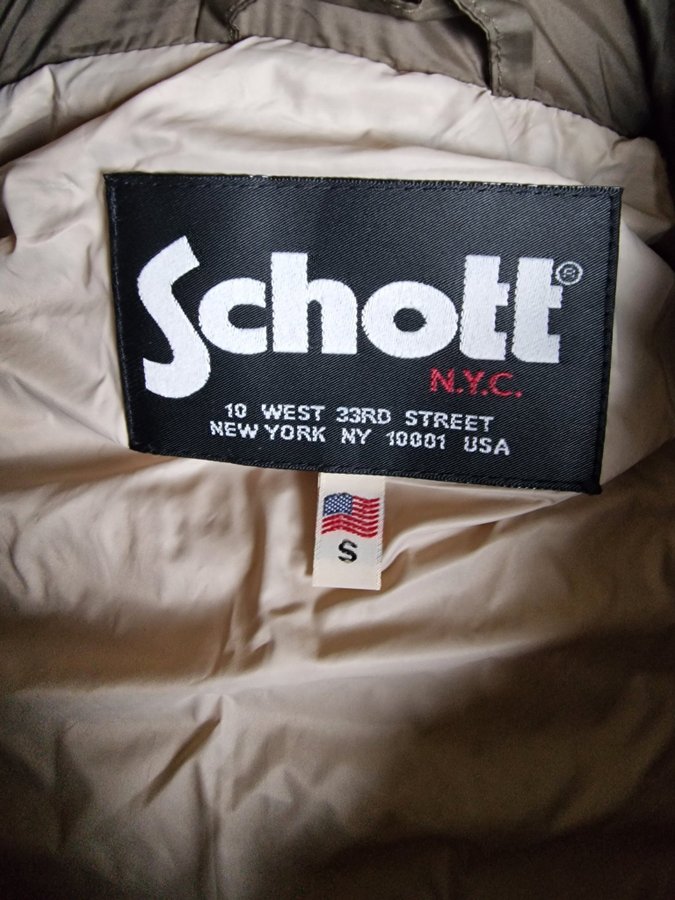 Schott®
N.Y.C.
10 WEST 33RD STREET
NEW YORK NY 10001 USA
S